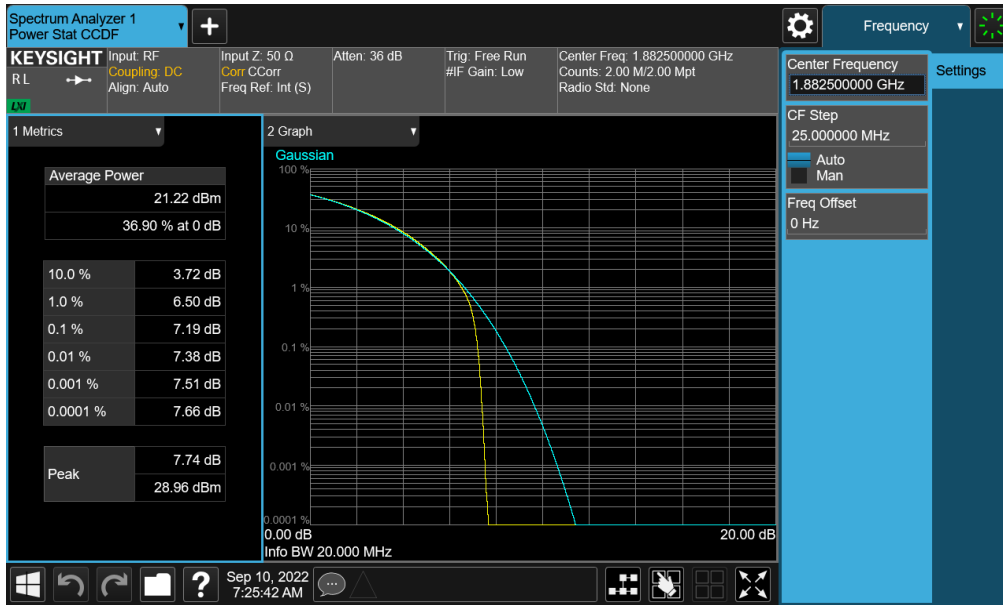 Spectrum Analyzer 1
Power Stat CCDF
Frequency
KEYSIGHT
R L
LXI
Input: RF
Coupling: DC
Align: Auto
Input Z: 50 Ω
Corr CCorr
Freq Ref: Int (S)
Atten: 36 dB
Trig: Free Run
#IF Gain: Low
Center Freq: 1.882500000 GHz
Counts: 2.00 M/2.00 Mpt
Radio Std: None
Center Frequency
1.882500000 GHz
Settings
CF Step
25.000000 MHz
Auto
Man
Freq Offset
0 Hz
1 Metrics
Average Power
21.22 dBm
36.90 % at 0 dB
10.0 % 3.72 dB
1.0 % 6.50 dB
0.1 % 7.19 dB
0.01 % 7.38 dB
0.001 % 7.51 dB
0.0001 % 7.66 dB
Peak
7.74 dB
28.96 dBm
2 Graph
Gaussian
100 %
10 %
1 %
0.1 %
0.01 %
0.001 %
0.0001 %
0.00 dB 20.00 dB
Info BW 20.000 MHz
?
Sep 10, 2022
7:25:42 AM